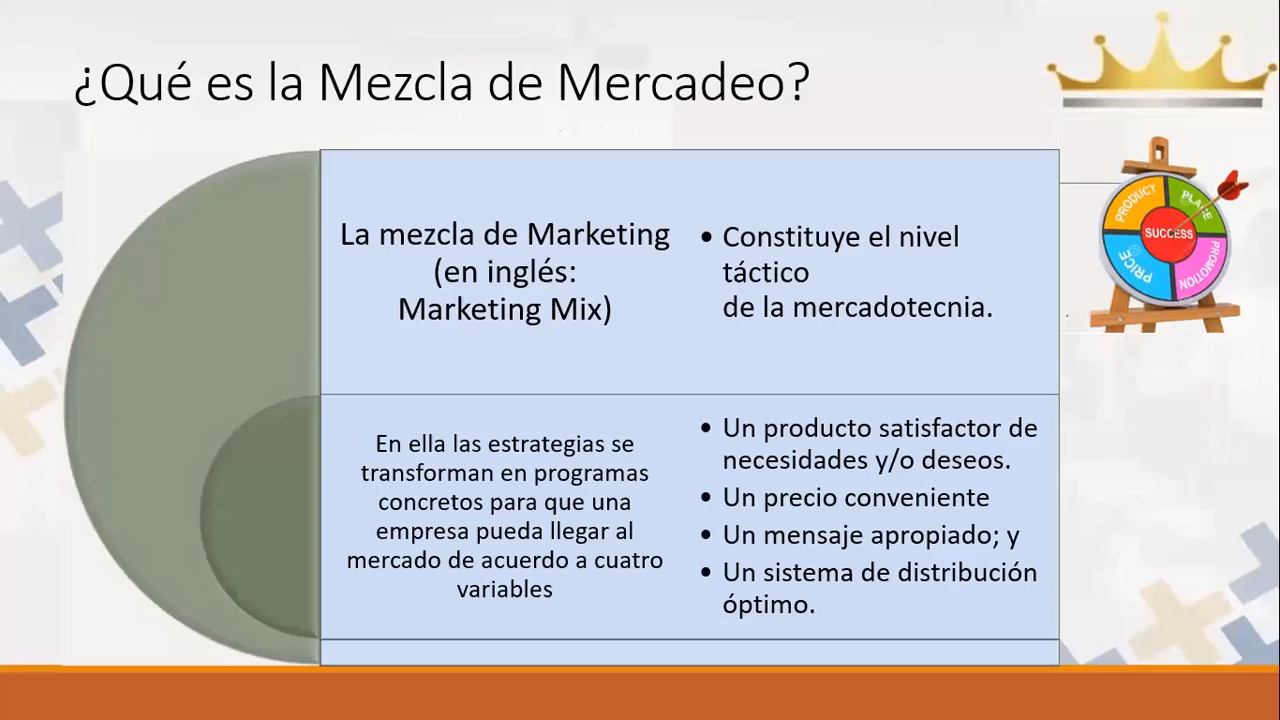 ¿Qué es la Mezcla de Mercadeo?
La mezcla de Marketing
(en inglés:
Marketing Mix)
• Constituye el nivel
táctico
de la mercadotecnia.
En ella las estrategias se
transforman en programas
concretos para que una
empresa pueda llegar al
mercado de acuerdo a cuatro
variables
• Un producto satisfactor de
necesidades y/o deseos.
• Un precio conveniente
• Un mensaje apropiado; y
• Un sistema de distribución
óptimo.
PRODUCT
PLACE
SUCCESS
PRICE
PROMOTION